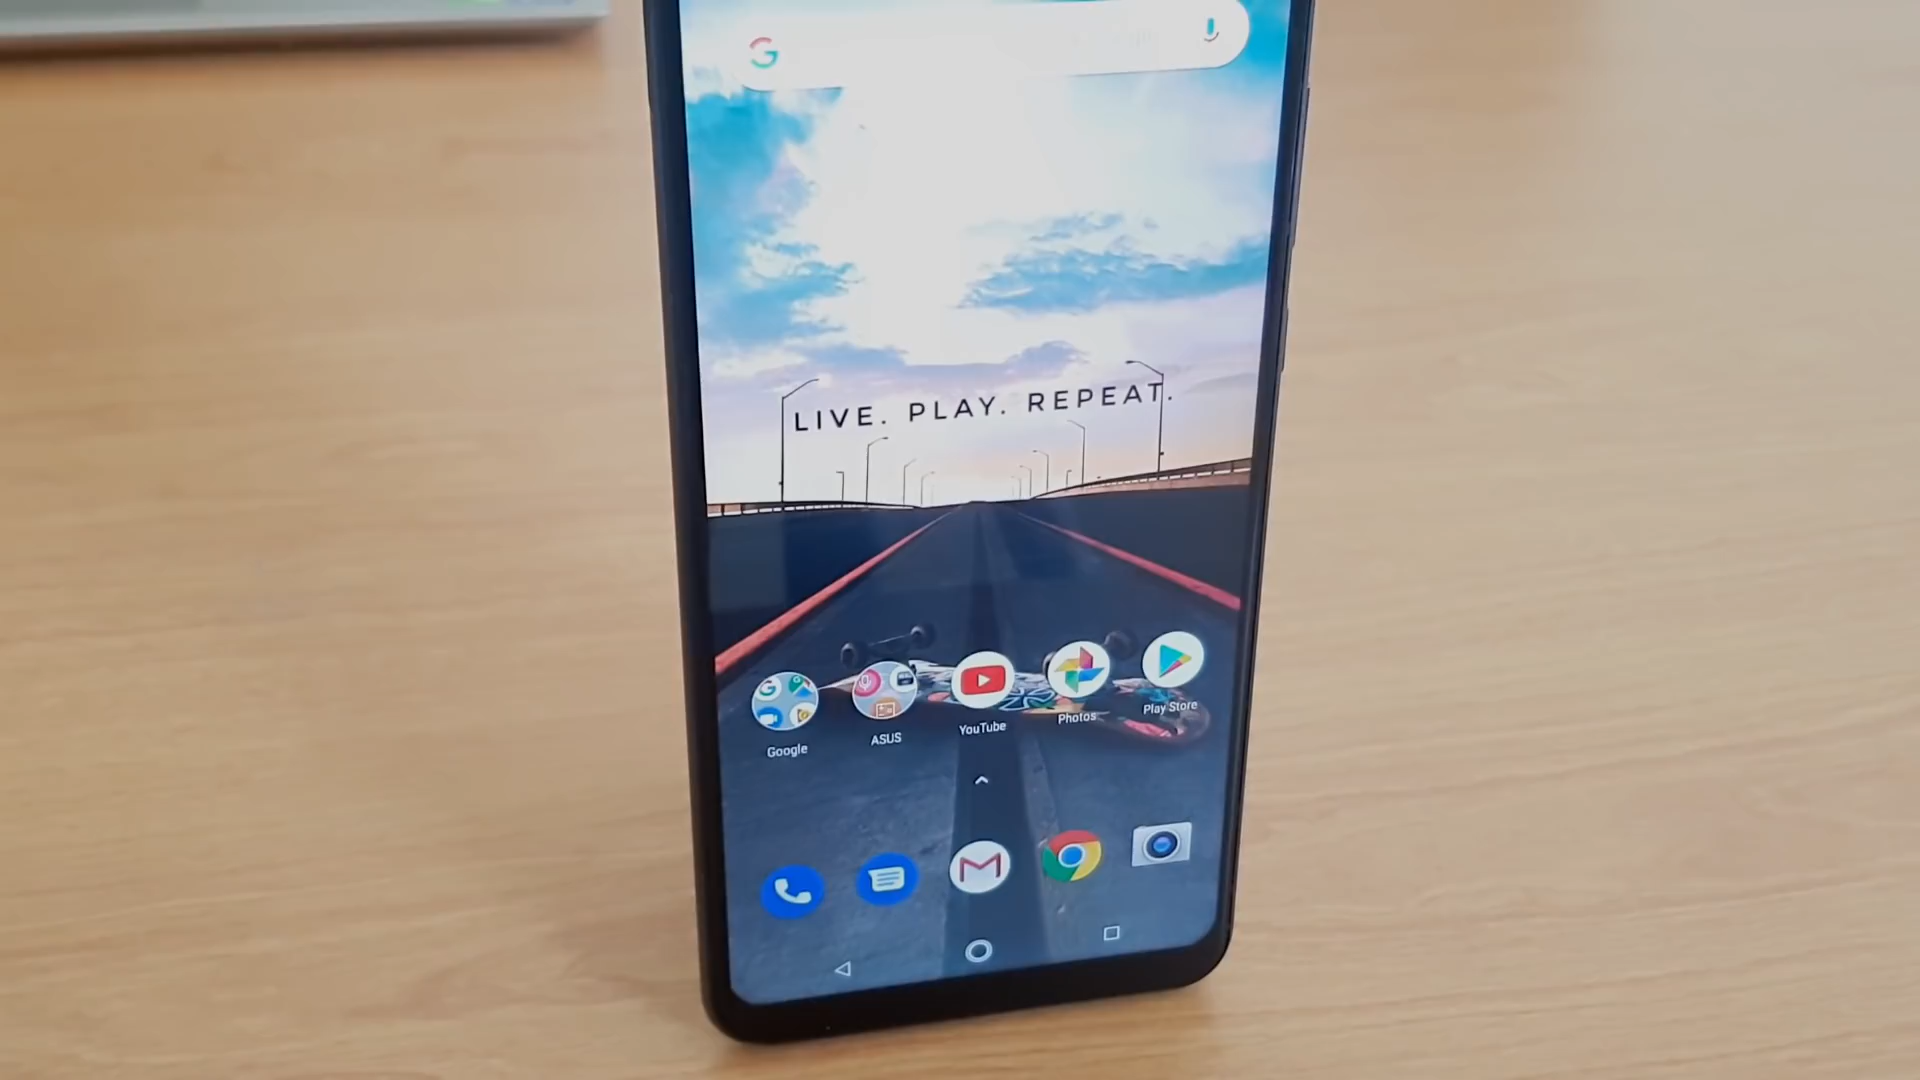 G
LIVE. PLAY. REPEAT.
Google
ASUS
YouTube
Photos
Play Store